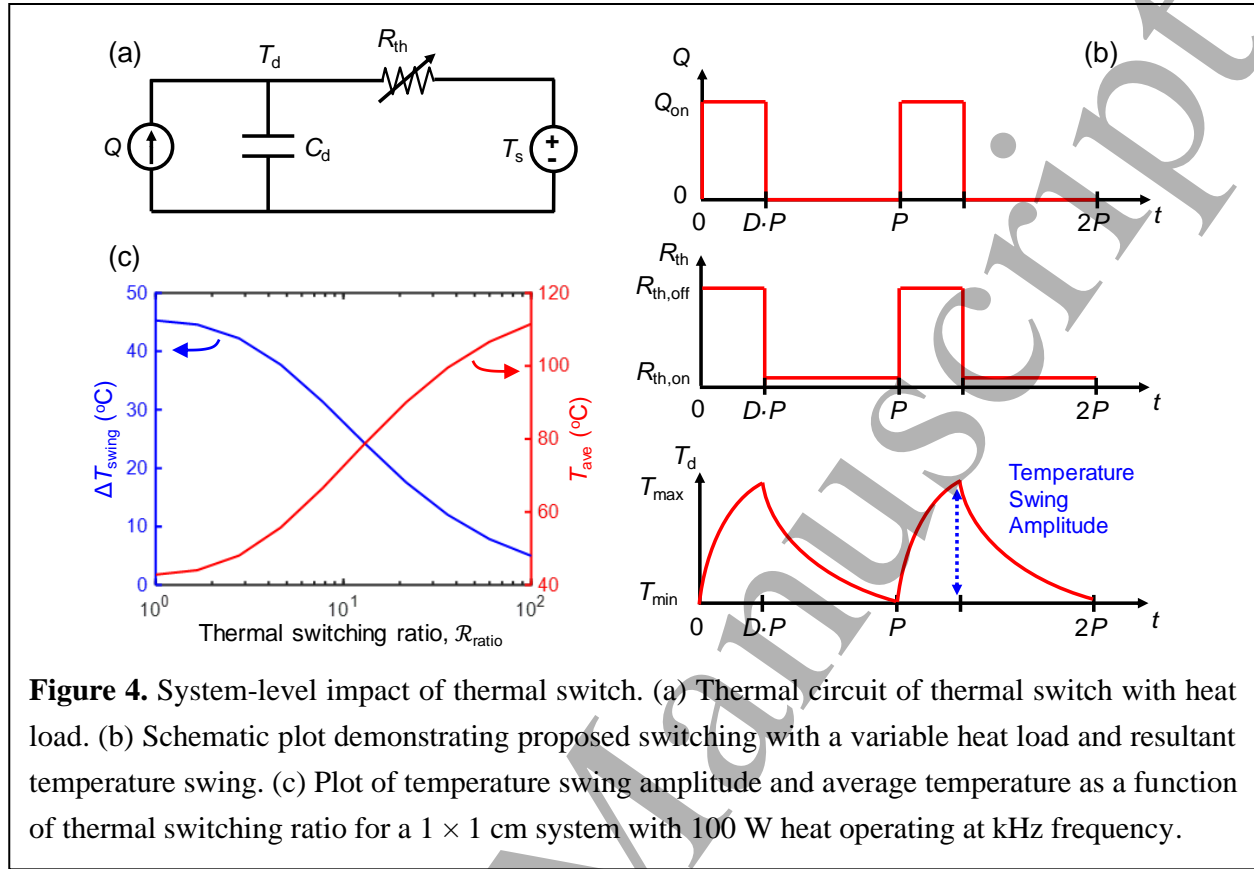 (a)
T_d
R_th
Q
C_d
T_s
+
-
(b)
Q
Q_on
0
0
D·P
P
2P
t
R_th
R_th,off
R_th,on
0
D·P
P
2P
t
T_d
T_max
T_min
Temperature
Swing
Amplitude
0
D·P
P
2P
t
(c)
50
40
30
20
10
0
ΔT_swing (°C)
120
100
80
60
40
T_ave (°C)
10^0
10^1
10^2
Thermal switching ratio, ℛ_ratio
Figure 4. System-level impact of thermal switch. (a) Thermal circuit of thermal switch with heat
load. (b) Schematic plot demonstrating proposed switching with a variable heat load and resultant
temperature swing. (c) Plot of temperature swing amplitude and average temperature as a function
of thermal switching ratio for a 1 × 1 cm system with 100 W heat operating at kHz frequency.
Manuscript